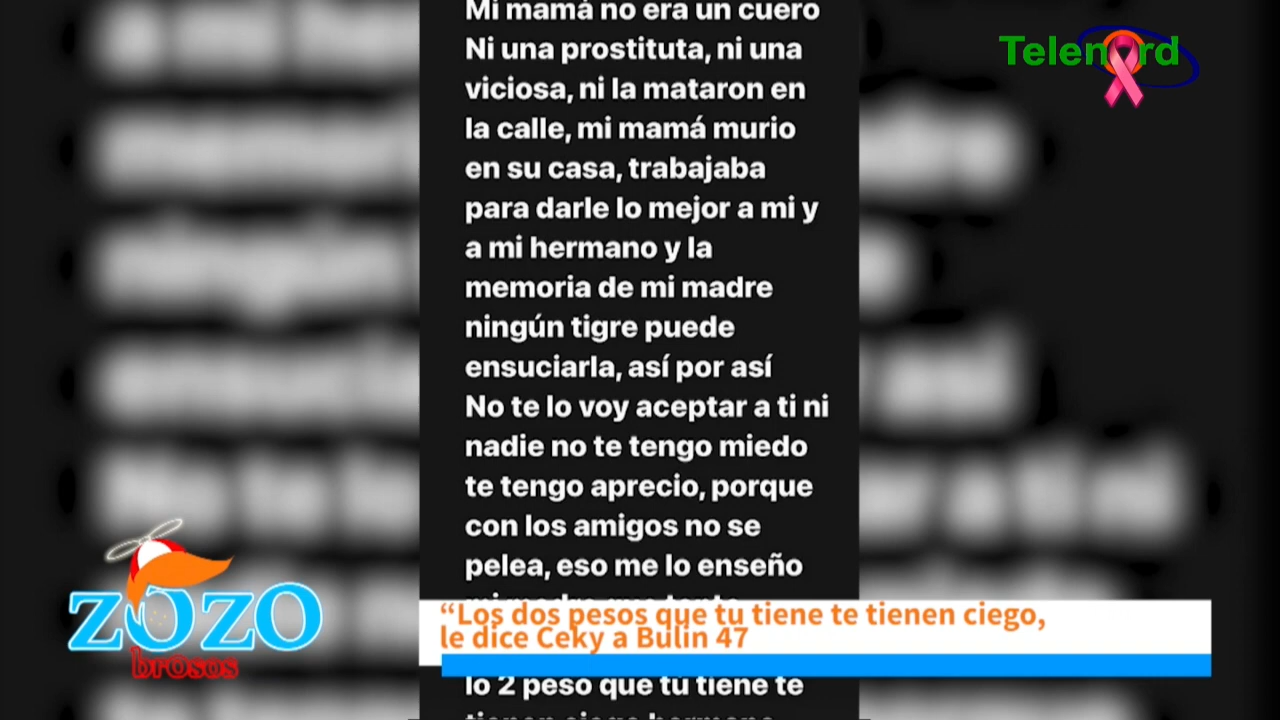 Mi mamá no era un cuero
Ni una prostituta, ni una
viciosa, ni la mataron en
la calle, mi mamá murio
en su casa, trabajaba
para darle lo mejor a mi y
a mi hermano y la
memoria de mi madre
ningún tigre puede
ensuciarla, así por así
No te lo voy aceptar a ti ni
nadie no te tengo miedo
te tengo aprecio, porque
con los amigos no se
pelea, eso me lo enseño
“Los dos pesos que tu tiene te tienen ciego,
le dice Ceky a Bulin 47
lo 2 peso que tu tiene te
Telenord
ZOZO
brosos